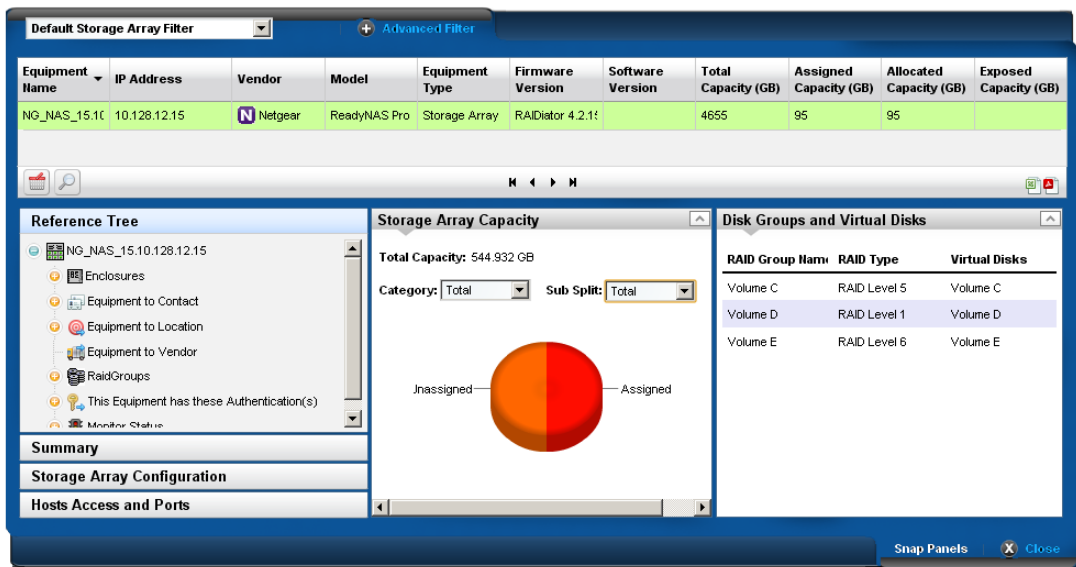 Default Storage Array Filter
Advanced Filter
Equipment Name IP Address Vendor Model Equipment Type Firmware Version Software Version Total Capacity (GB) Assigned Capacity (GB) Allocated Capacity (GB) Exposed Capacity (GB)
NG_NAS_15.1( 10.128.12.15 N Netgear ReadyNAS Pro Storage Array RAIDiator 4.2.1 4655 95 95
Reference Tree
NG_NAS_15.10.128.12.15
Enclosures
Equipment to Contact
Equipment to Location
Equipment to Vendor
RaidGroups
This Equipment has these Authentication(s)
Monitor Status
Summary
Storage Array Configuration
Hosts Access and Ports
Storage Array Capacity
Total Capacity: 544.932 GB
Category: Total Sub Split: Total
Unassigned Assigned
Disk Groups and Virtual Disks
RAID Group Name RAID Type Virtual Disks
Volume C RAID Level 5 Volume C
Volume D RAID Level 1 Volume D
Volume E RAID Level 6 Volume E
Snap Panels X Close